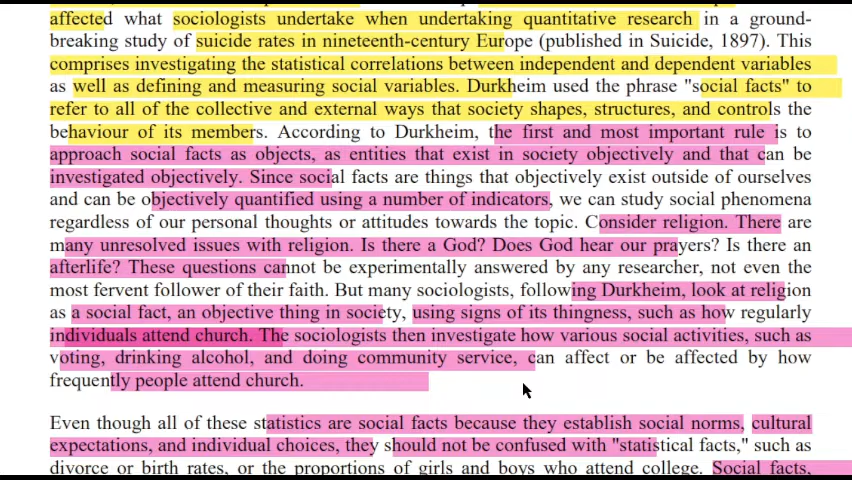 affected what sociologists undertake when undertaking quantitative research in a ground-
breaking study of suicide rates in nineteenth-century Europe (published in Suicide, 1897). This
comprises investigating the statistical correlations between independent and dependent variables
as well as defining and measuring social variables. Durkheim used the phrase "social facts" to
refer to all of the collective and external ways that society shapes, structures, and controls the
behaviour of its members. According to Durkheim, the first and most important rule is to
approach social facts as objects, as entities that exist in society objectively and that can be
investigated objectively. Since social facts are things that objectively exist outside of ourselves
and can be objectively quantified using a number of indicators, we can study social phenomena
regardless of our personal thoughts or attitudes towards the topic. Consider religion. There are
many unresolved issues with religion. Is there a God? Does God hear our prayers? Is there an
afterlife? These questions cannot be experimentally answered by any researcher, not even the
most fervent follower of their faith. But many sociologists, following Durkheim, look at religion
as a social fact, an objective thing in society, using signs of its thingness, such as how regularly
individuals attend church. The sociologists then investigate how various social activities, such as
voting, drinking alcohol, and doing community service, can affect or be affected by how
frequently people attend church.
Even though all of these statistics are social facts because they establish social norms, cultural
expectations, and individual choices, they should not be confused with "statistical facts," such as
divorce or birth rates, or the proportions of girls and boys who attend college. Social facts,